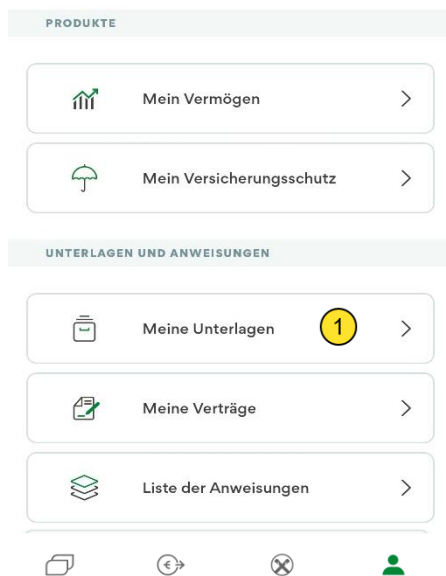 PRODUKTE
Mein Vermögen
Mein Versicherungsschutz
UNTERLAGEN UND ANWEISUNGEN
Meine Unterlagen 1
Meine Verträge
Liste der Anweisungen
€